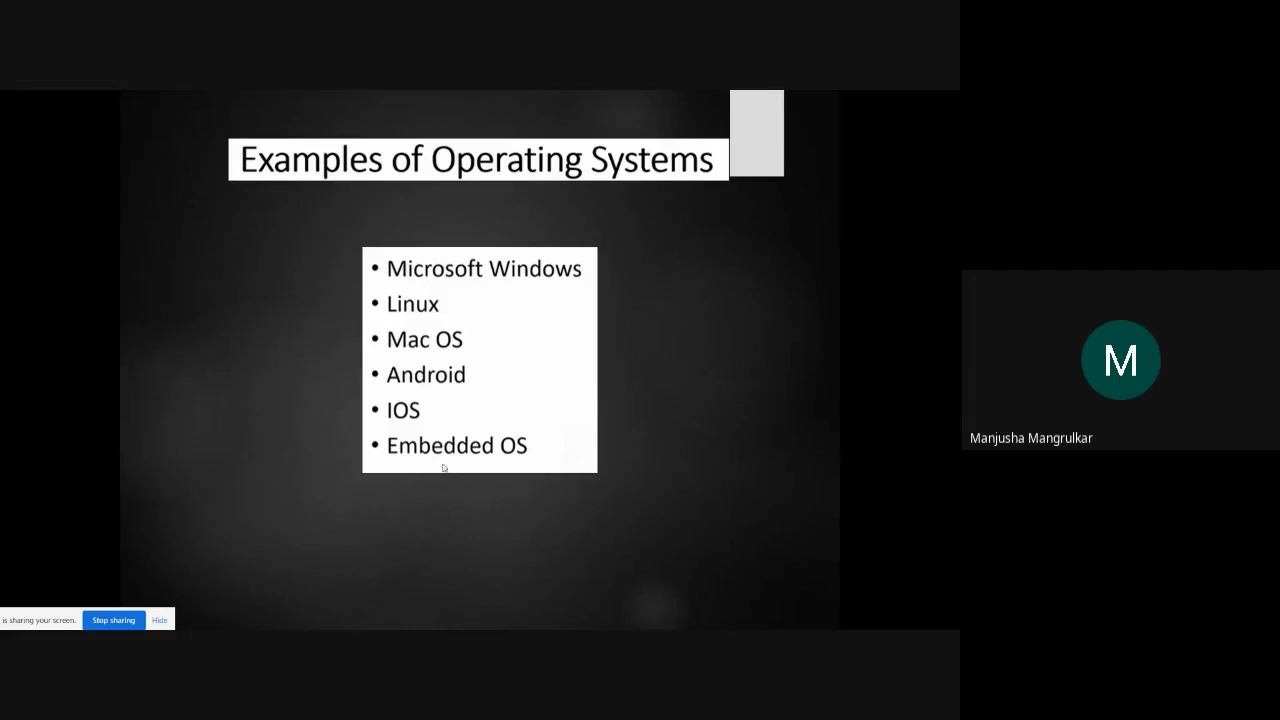 Examples of Operating Systems
• Microsoft Windows
• Linux
• Mac OS
• Android
• IOS
• Embedded OS
M
Manjusha Mangrulkar
is sharing your screen. Stop sharing Hide